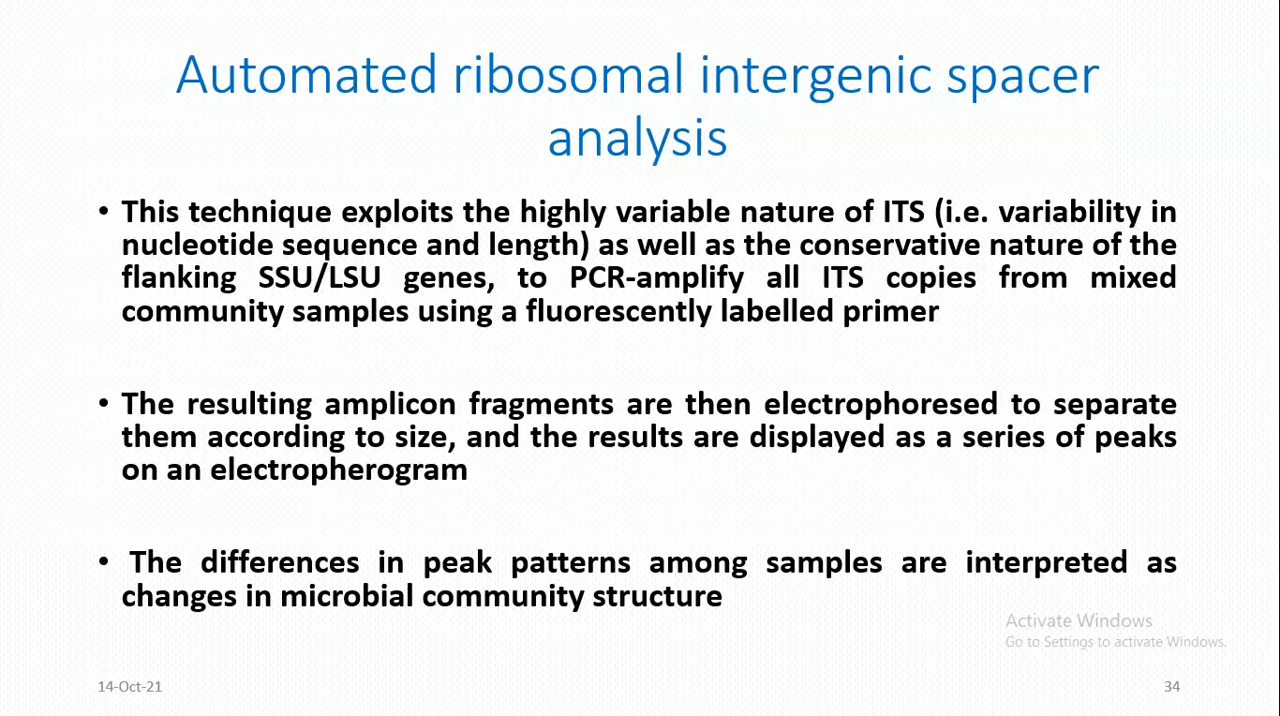 Automated ribosomal intergenic spacer
analysis
• This technique exploits the highly variable nature of ITS (i.e. variability in
nucleotide sequence and length) as well as the conservative nature of the
flanking SSU/LSU genes, to PCR-amplify all ITS copies from mixed
community samples using a fluorescently labelled primer
• The resulting amplicon fragments are then electrophoresed to separate
them according to size, and the results are displayed as a series of peaks
on an electropherogram
• The differences in peak patterns among samples are interpreted as
changes in microbial community structure
Activate Windows
Go to Settings to activate Windows.
14-Oct-21
34